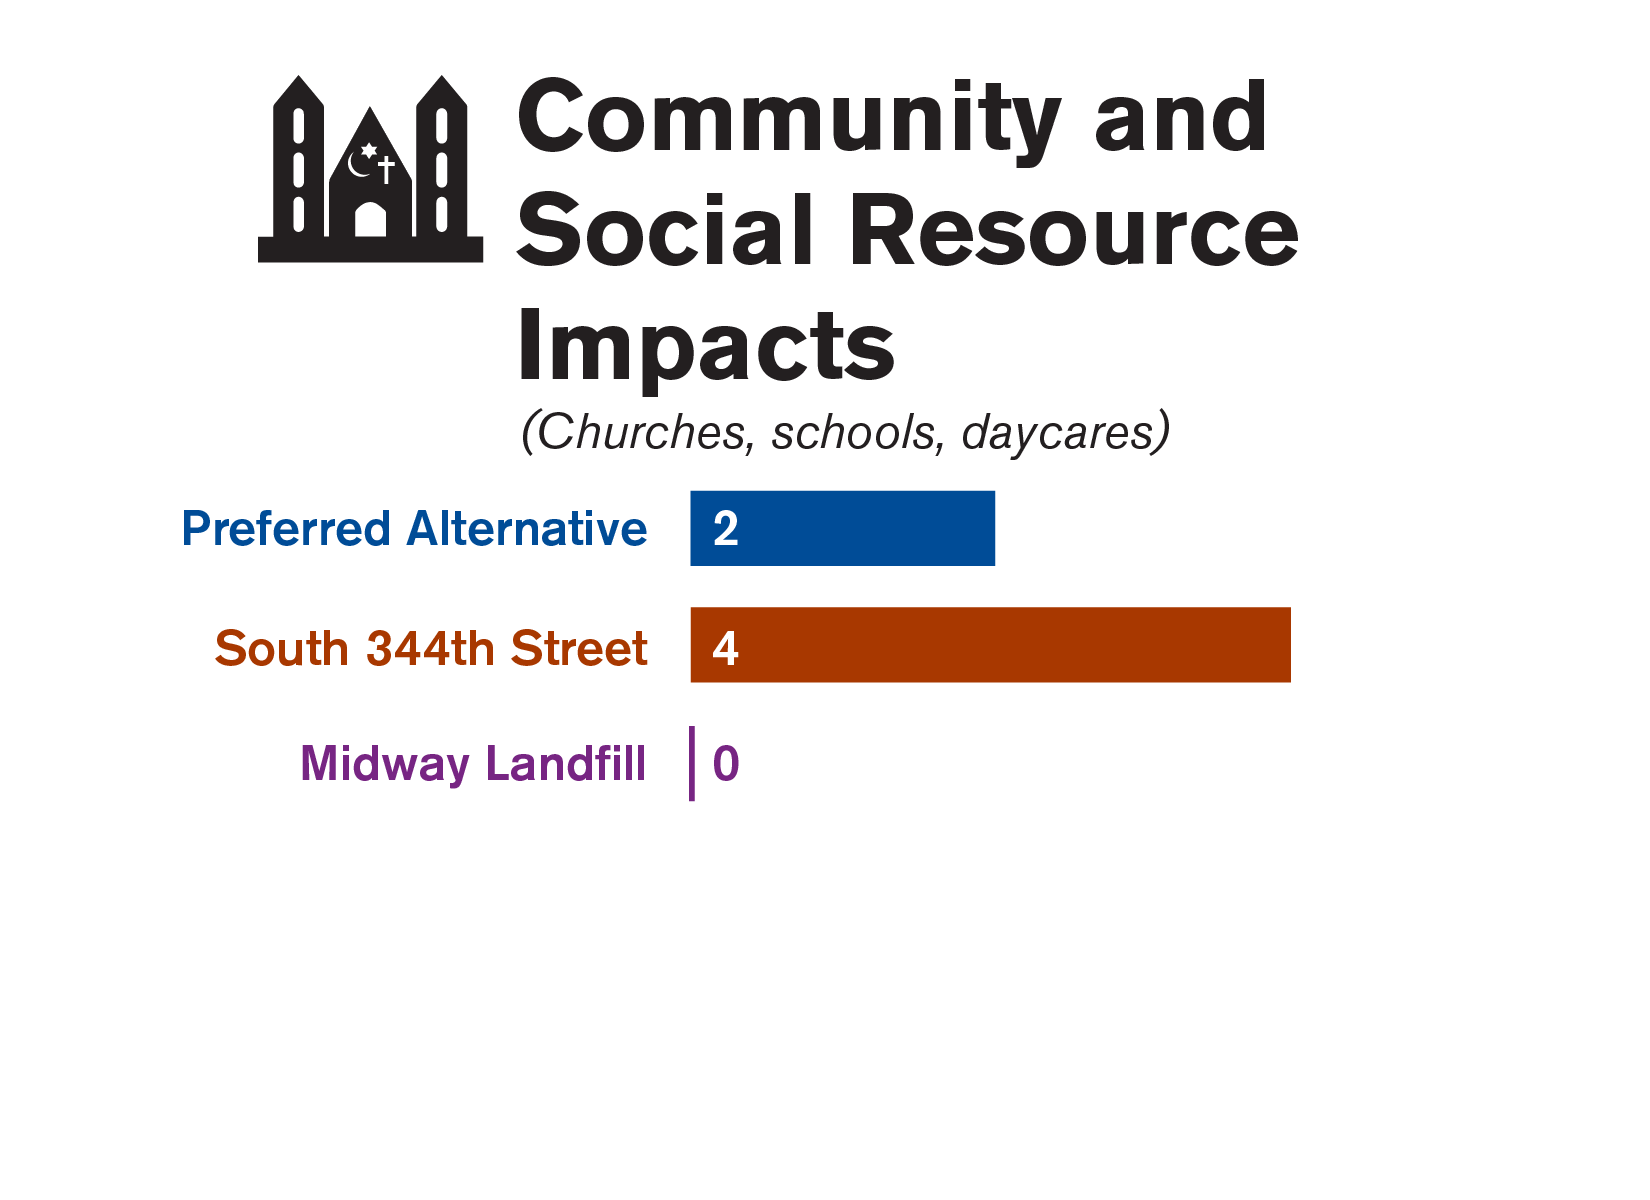 Community and
Social Resource
Impacts
(Churches, schools, daycares)
Preferred Alternative 2
South 344th Street 4
Midway Landfill 0